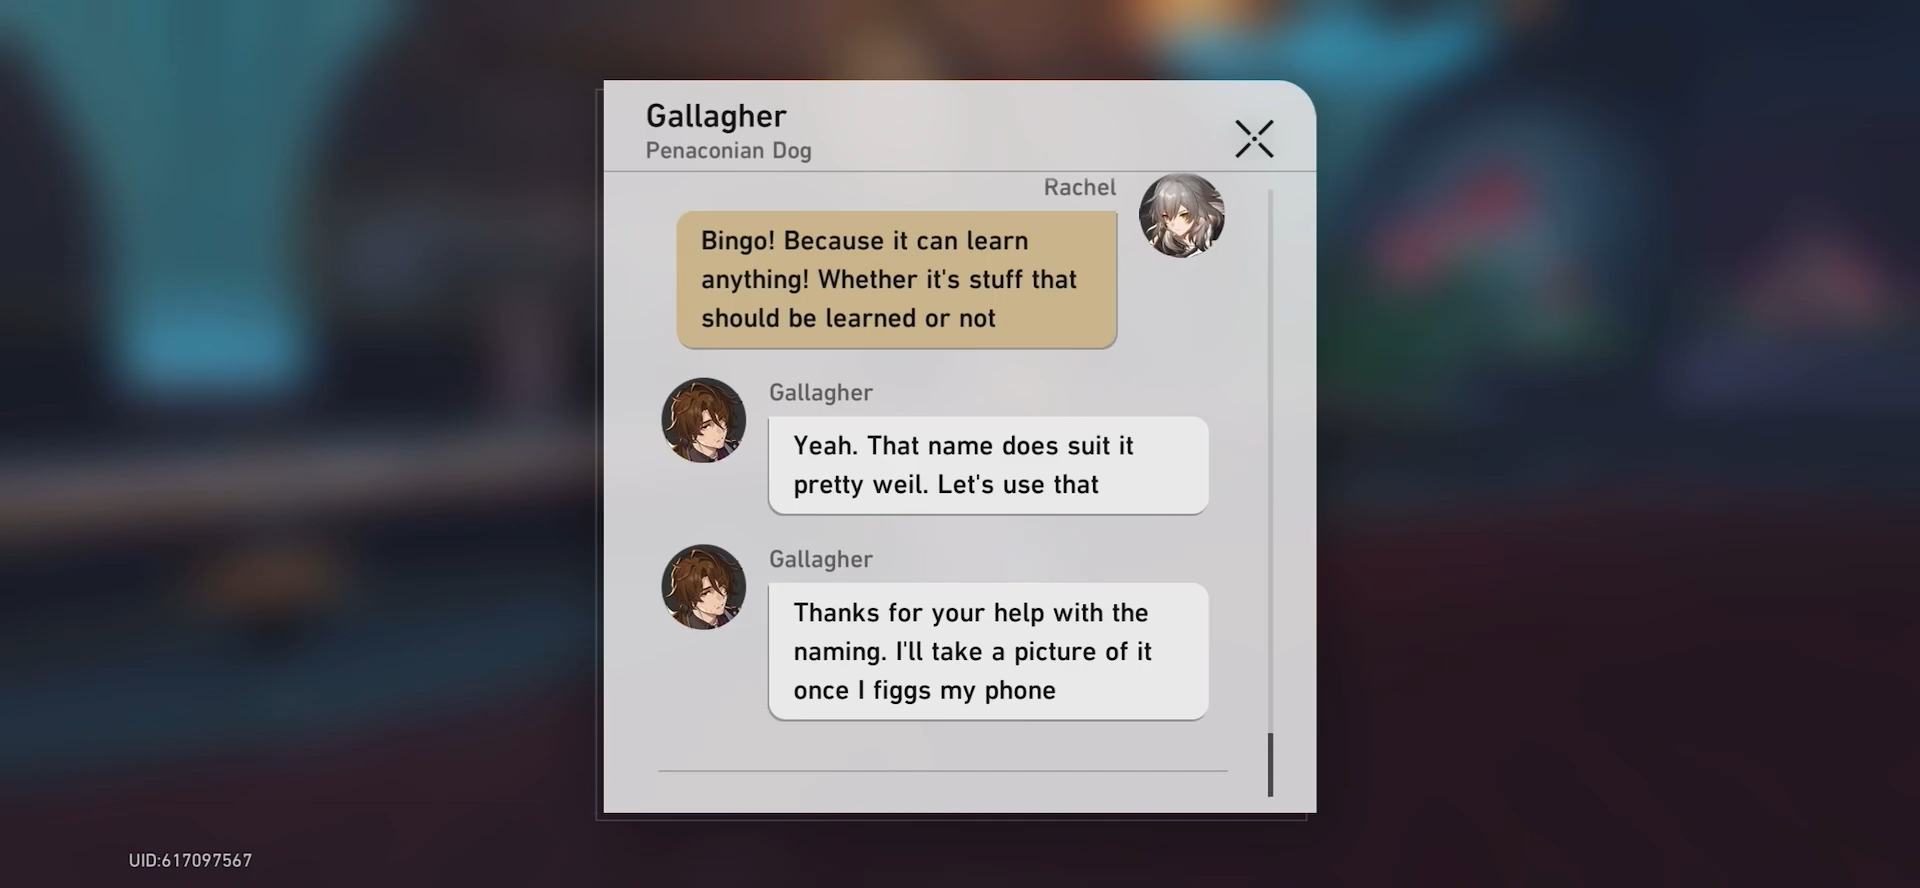 Gallagher
Penaconian Dog
Rachel
Bingo! Because it can learn
anything! Whether it's stuff that
should be learned or not
Gallagher
Yeah. That name does suit it
pretty weil. Let's use that
Gallagher
Thanks for your help with the
naming. I'll take a picture of it
once I figgs my phone
UID:617097567